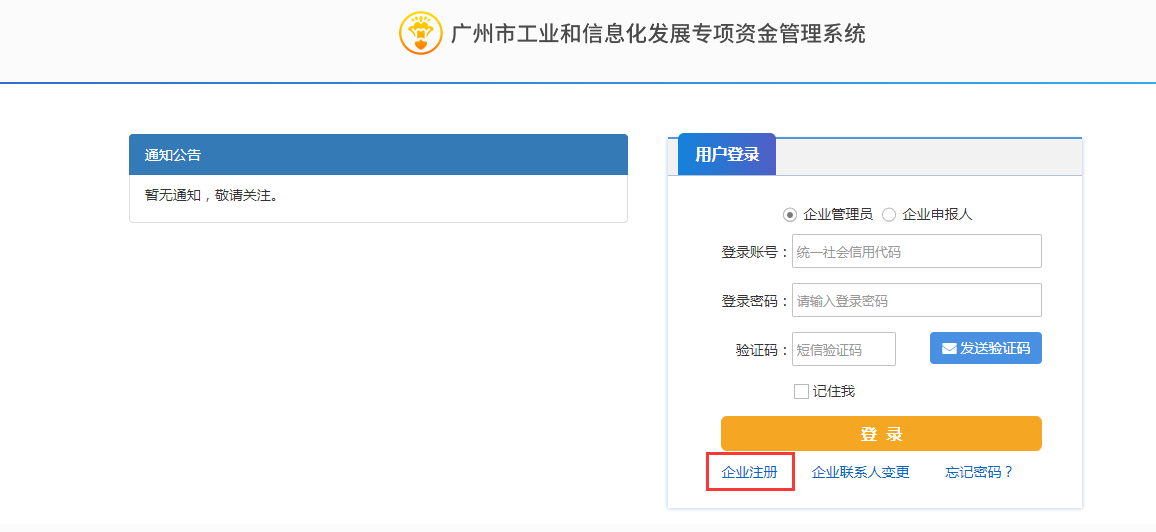 广州市工业和信息化发展专项资金管理系统
通知公告
暂无通知，敬请关注。
用户登录
企业管理员 企业申报人
登录账号： 统一社会信用代码
登录密码： 请输入登录密码
验证码： 短信验证码 发送验证码
记住我
登 录
企业注册 企业联系人变更 忘记密码？